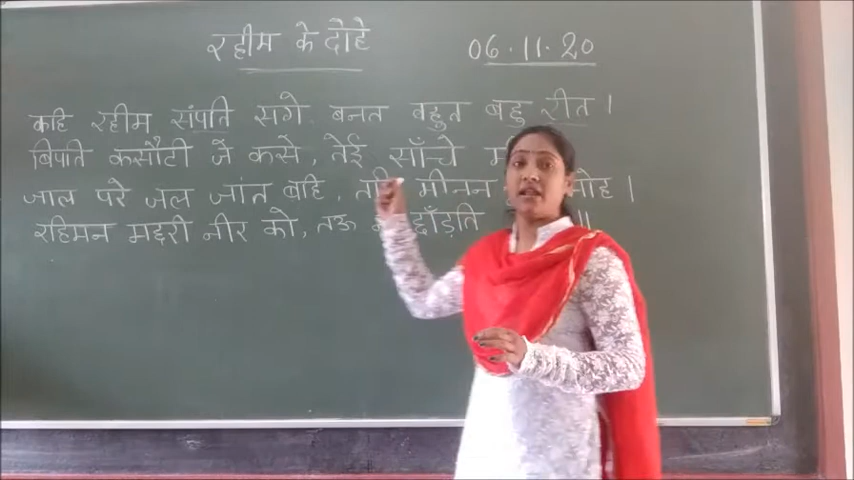 रहीम के दोहे 06.11.20
कहि रहीम संपति सगे, बनत बहुत बहु रीत।
बिपति कसौटी जे कसे, तेई साँचे
जाल परे जल जात बहि, मीनन मोह।
रहिमन मछरी नीर को, तऊ छाँड़ति ॥